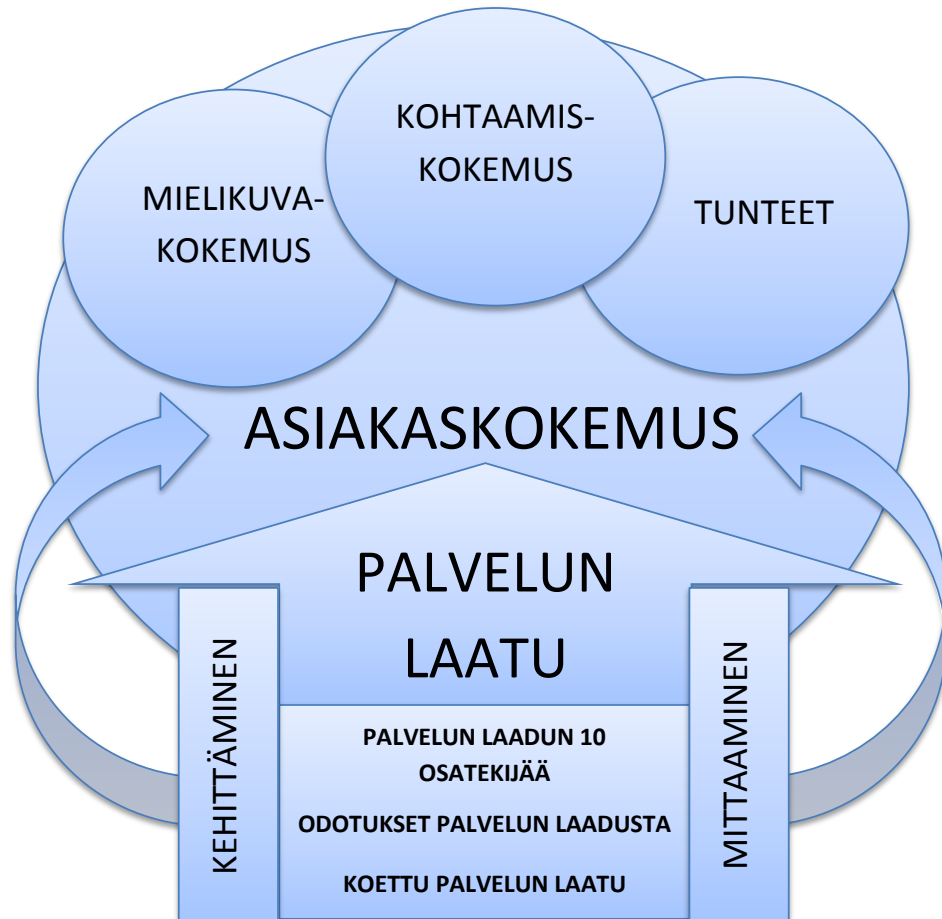 KOHTAAMIS-
KOKEMUS
MIELIKUVA-
KOKEMUS
TUNTEET
ASIAKASKOKEMUS
PALVELUN
LAATU
KEHITTÄMINEN
MITTAAMINEN
PALVELUN LAADUN 10
OSATEKIJÄÄ
ODOTUKSET PALVELUN LAADUSTA
KOETTU PALVELUN LAATU